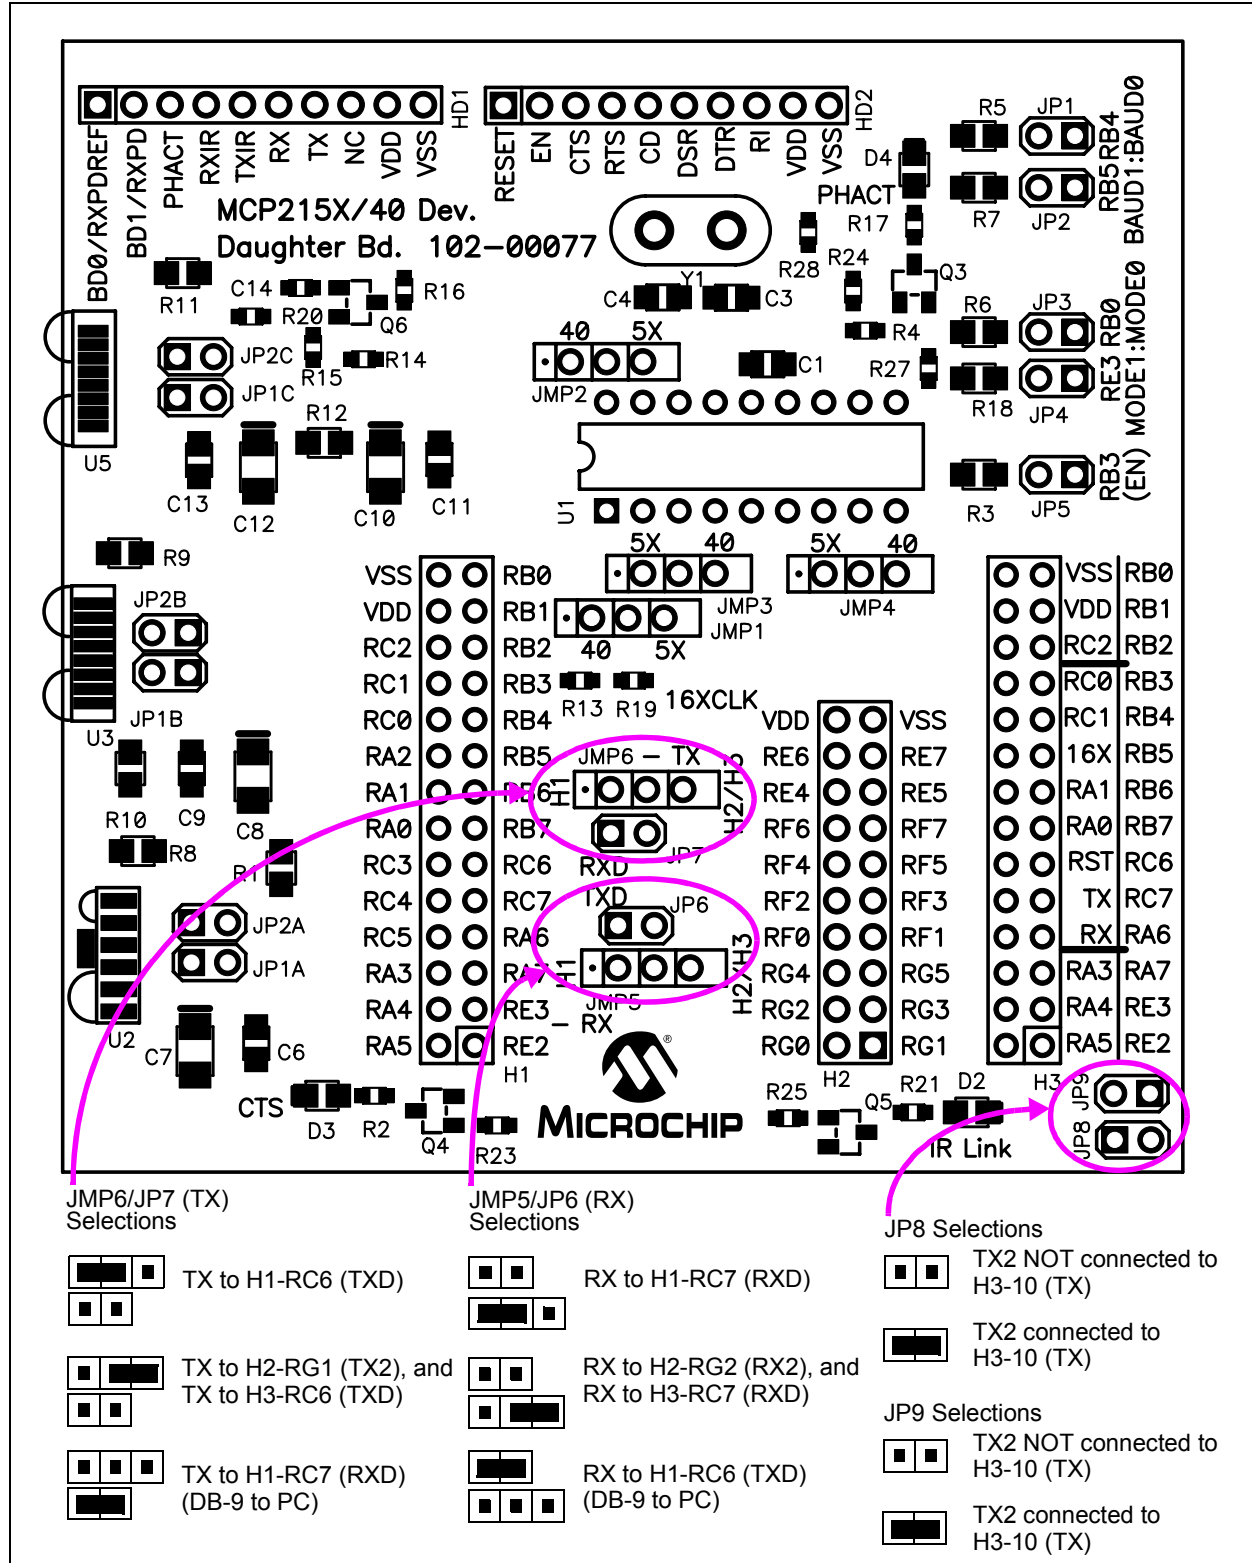 HD1
HD2
BD0/RXPDREF
BD1/RXPD
PHACT
RXIR
TXIR
RX
TX
NC
VDD
VSS
RESET
EN
CTS
RTS
CD
DSR
DTR
RI
VDD
VSS
R5
JP1
D4
PHACT
R7
JP2
RB5RB4
BAUD1:BAUD0
MCP215X/40 Dev.
Daughter Bd. 102-00077
R17
R28
R24
Y1
Q3
R11
C14
R20
Q6
R16
C4
C3
R4
R6
JP3
RE3 RB0
MODE1:MODE0
JP2C
R15
R14
40 5X
JMP2
C1
R27
R18
JP4
JP1C
R12
U5
C13
C12
C10
C11
U1
R3
JP5
RB3
(EN)
R9
5X 40
JMP3
5X 40
JMP4
JMP1
40 5X
JP2B
JP1B
U3
R13 R19
16XCLK
VSS RB0
VDD RB1
RC2 RB2
RC1 RB3
RC0 RB4
RA2 RB5
RA1 RB6
RA0 RB7
RC3 RC6
RC4 RC7
RC5 RA6
RA3 RA7
RA4 RE3
RA5 RE2
H1
JMP6 - TX
H1
H2/H3
JP7
RXD
TXD
JP6
H1
H2/H3
JMP5
- RX
VDD VSS
RE6 RE7
RE4 RE5
RF6 RF7
RF4 RF5
RF2 RF3
RF0 RF1
RG4 RG5
RG2 RG3
RG0 RG1
H2
VSS RB0
VDD RB1
RC2 RB2
RC0 RB3
RC1 RB4
16X RB5
RA1 RB6
RA0 RB7
RST RC6
TX RC7
RX RA6
RA3 RA7
RA4 RE3
RA5 RE2
H3
R10
C9
C8
R8
R1
JP2A
JP1A
U2
C7
C6
CTS
D3
R2
Q4
R23
®
MICROCHIP
R25
Q5
R21
D2
IR Link
JP9
JP8
JMP6/JP7 (TX)
Selections
TX to H1-RC6 (TXD)
TX to H2-RG1 (TX2), and
TX to H3-RC6 (TXD)
TX to H1-RC7 (RXD)
(DB-9 to PC)
JMP5/JP6 (RX)
Selections
RX to H1-RC7 (RXD)
RX to H2-RG2 (RX2), and
RX to H3-RC7 (RXD)
RX to H1-RC6 (TXD)
(DB-9 to PC)
JP8 Selections
TX2 NOT connected to
H3-10 (TX)
TX2 connected to
H3-10 (TX)
JP9 Selections
TX2 NOT connected to
H3-10 (TX)
TX2 connected to
H3-10 (TX)